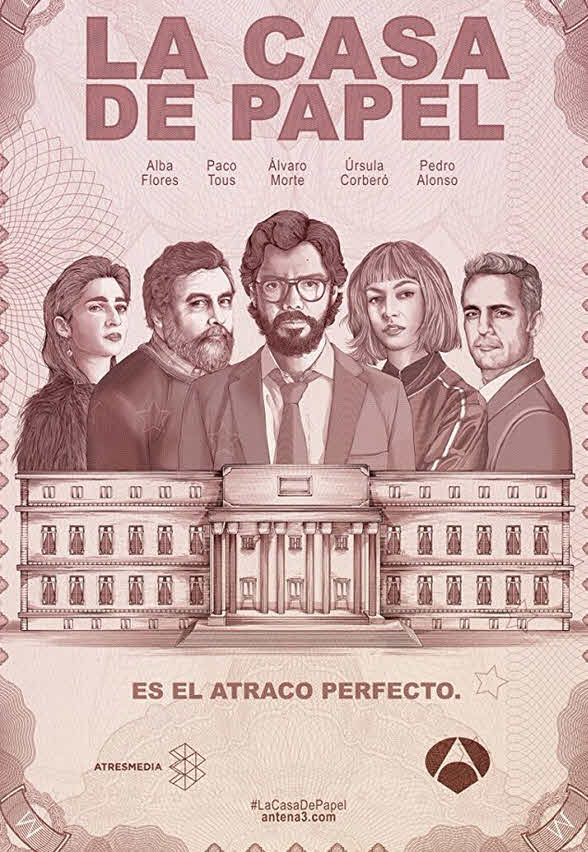 LA CASA
DE PAPEL
Alba Flores
Paco Tous
Álvaro Morte
Úrsula Corberó
Pedro Alonso
ES EL ATRACO PERFECTO.
ATRESMEDIA
#LaCasaDePapel
antena3.com